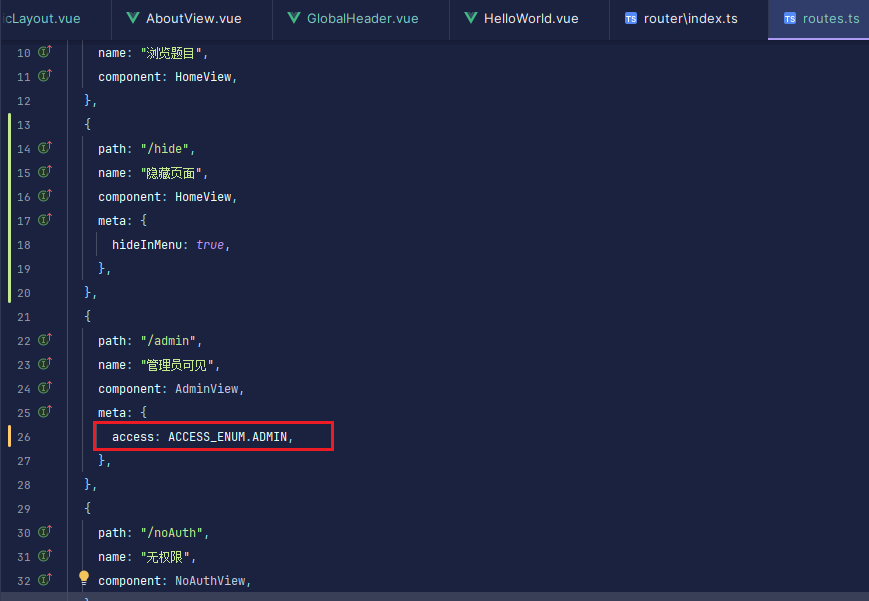 icLayout.vue AboutView.vue GlobalHeader.vue HelloWorld.vue TS router\index.ts TS routes.ts
10 name: "浏览题目",
11 component: HomeView,
12 },
13 {
14 path: "/hide",
15 name: "隐藏页面",
16 component: HomeView,
17 meta: {
18 hideInMenu: true,
19 },
20 },
21 {
22 path: "/admin",
23 name: "管理员可见",
24 component: AdminView,
25 meta: {
26 access: ACCESS_ENUM.ADMIN,
27 },
28 },
29 {
30 path: "/noAuth",
31 name: "无权限",
32 component: NoAuthView,